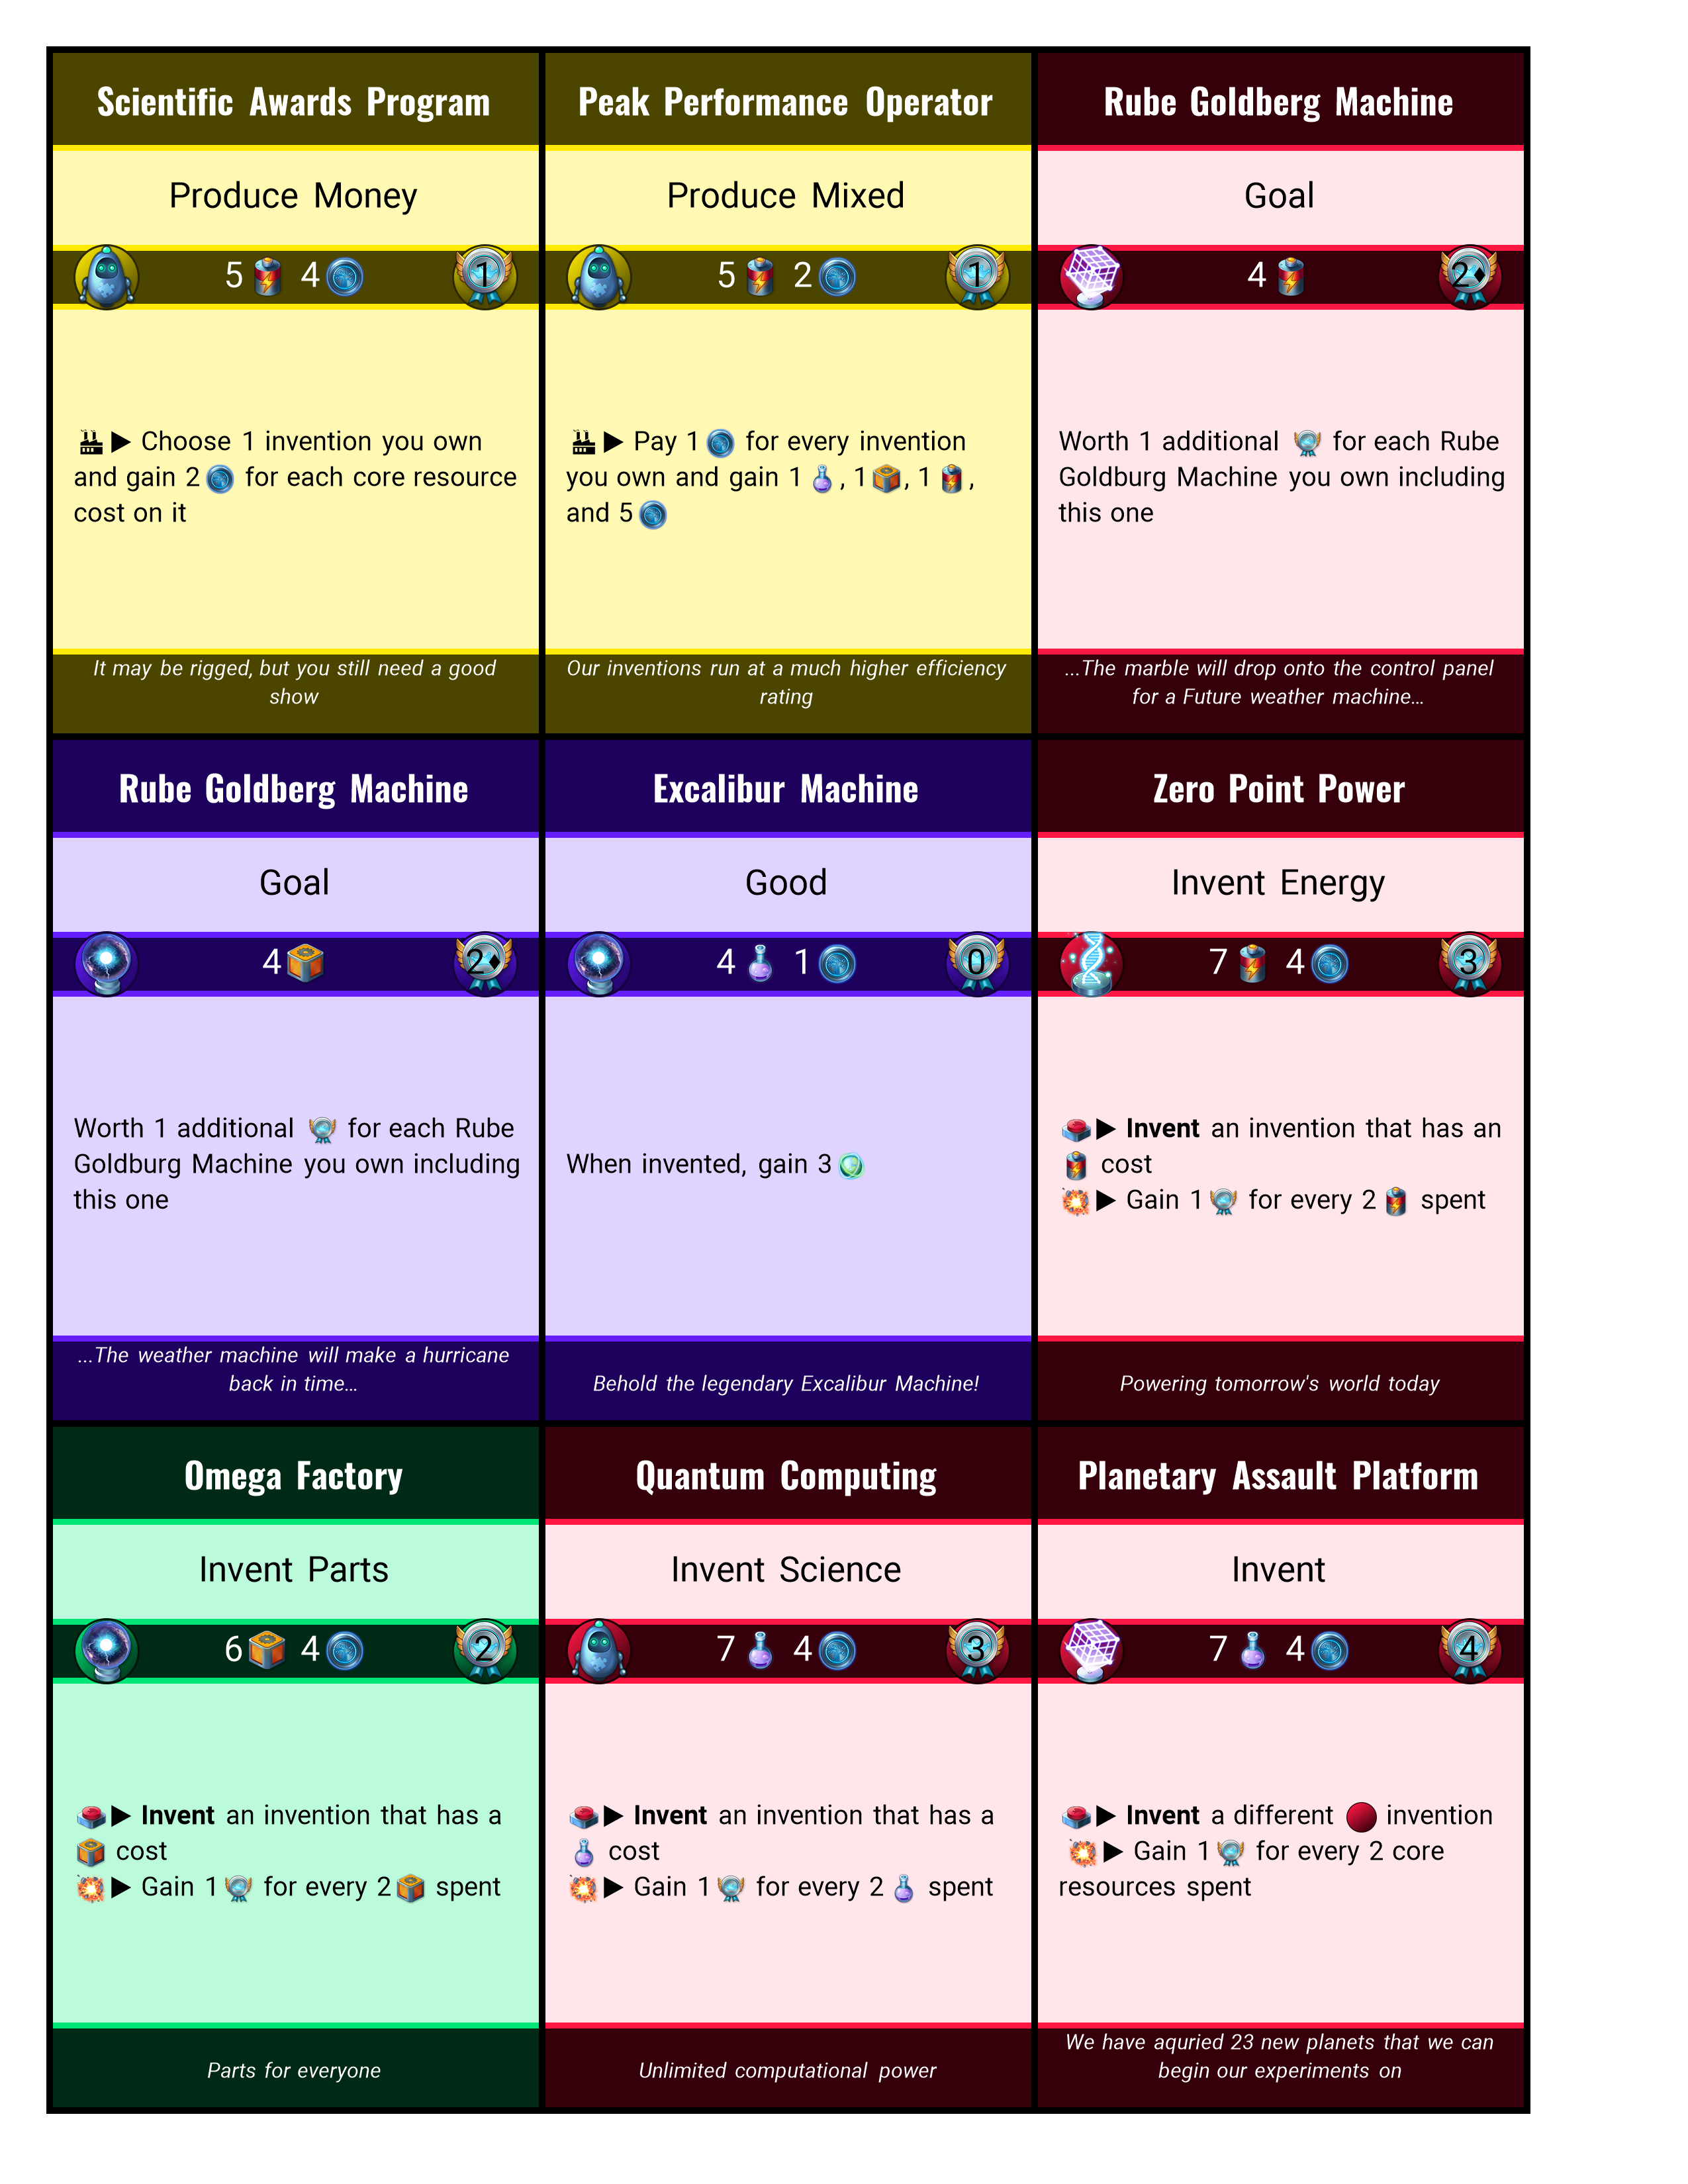 Scientific Awards Program
Produce Money
5 4 1
Choose 1 invention you own
and gain 2 for each core resource
cost on it
It may be rigged, but you still need a good
show
Peak Performance Operator
Produce Mixed
5 2 1
Pay 1 for every invention
you own and gain 1 , 1 , 1 ,
and 5
Our inventions run at a much higher efficiency
rating
Rube Goldberg Machine
Goal
4 2♦
Worth 1 additional for each Rube
Goldburg Machine you own including
this one
...The marble will drop onto the control panel
for a Future weather machine...
Rube Goldberg Machine
Goal
4 2♦
Worth 1 additional for each Rube
Goldburg Machine you own including
this one
...The weather machine will make a hurricane
back in time...
Excalibur Machine
Good
4 1 0
When invented, gain 3
Behold the legendary Excalibur Machine!
Zero Point Power
Invent Energy
7 4 3
Invent an invention that has an
cost
Gain 1 for every 2 spent
Powering tomorrow's world today
Omega Factory
Invent Parts
6 4 2
Invent an invention that has a
cost
Gain 1 for every 2 spent
Parts for everyone
Quantum Computing
Invent Science
7 4 3
Invent an invention that has a
cost
Gain 1 for every 2 spent
Unlimited computational power
Planetary Assault Platform
Invent
7 4 4
Invent a different invention
Gain 1 for every 2 core
resources spent
We have aquried 23 new planets that we can
begin our experiments on